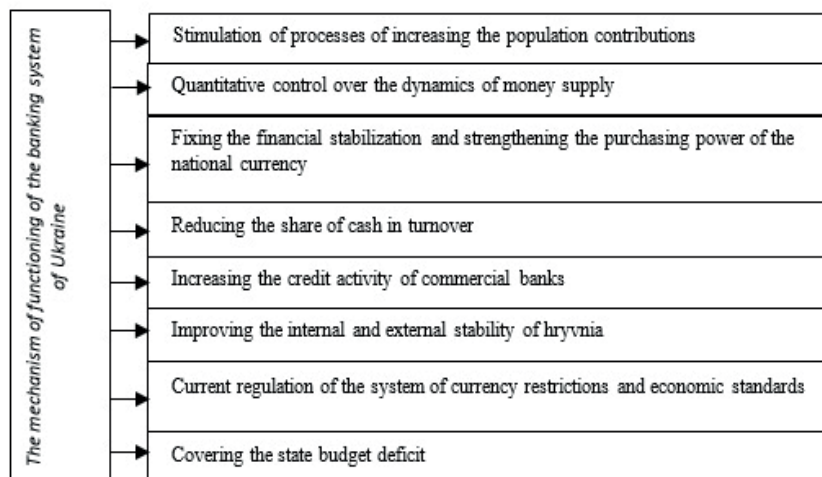 The mechanism of functioning of the banking system
of Ukraine
Stimulation of processes of increasing the population contributions
Quantitative control over the dynamics of money supply
Fixing the financial stabilization and strengthening the purchasing power of the
national currency
Reducing the share of cash in turnover
Increasing the credit activity of commercial banks
Improving the internal and external stability of hryvnia
Current regulation of the system of currency restrictions and economic standards
Covering the state budget deficit